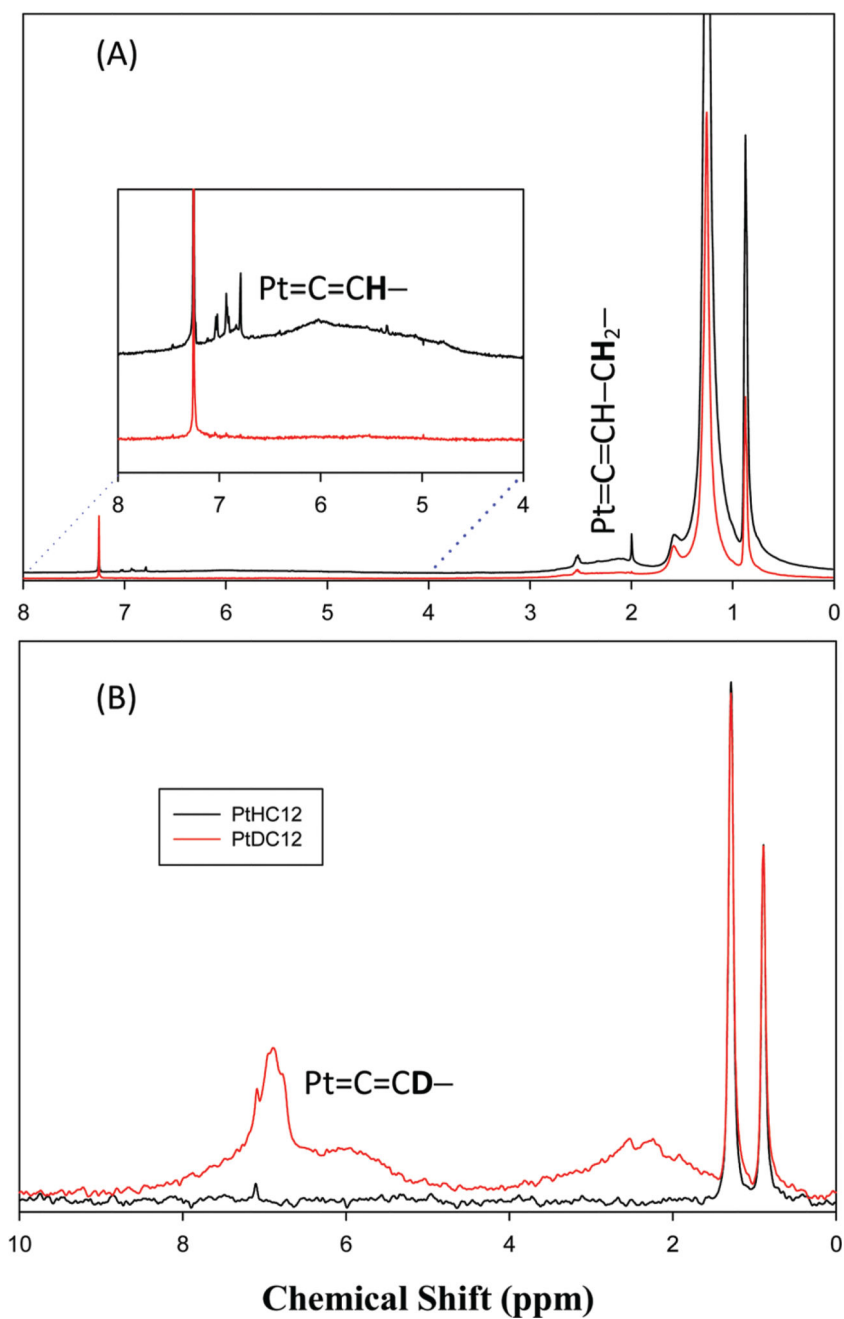 (A)
Pt=C=CH–
8 7 6 5 4
Pt=C=CH–CH₂–
8 7 6 5 4 3 2 1 0
(B)
PtHC12
PtDC12
Pt=C=CD–
10 8 6 4 2 0
Chemical Shift (ppm)